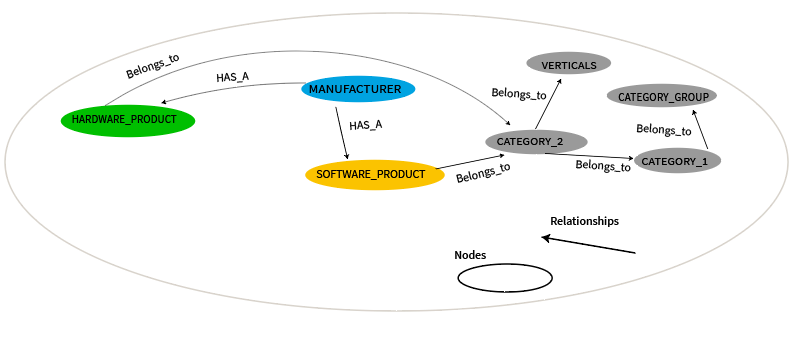 Belongs_to
HAS_A
VERTICALS
MANUFACTURER
Belongs_to
CATEGORY_GROUP
HARDWARE_PRODUCT
HAS_A
Belongs_to
CATEGORY_2
SOFTWARE_PRODUCT
Belongs_to
Belongs_to
CATEGORY_1
Relationships
Nodes